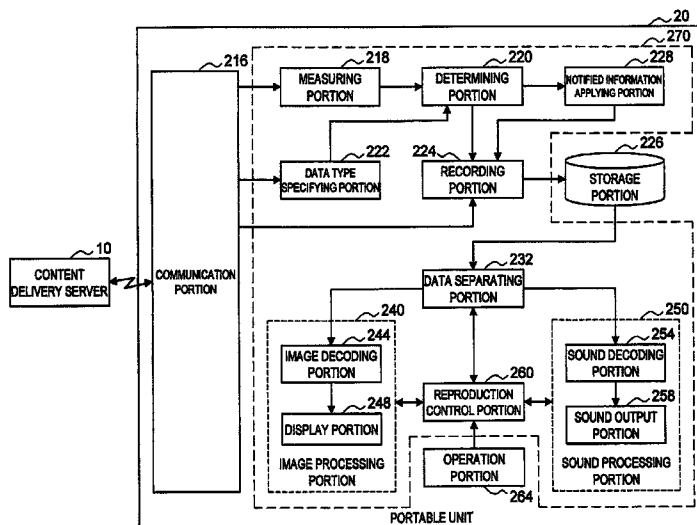 20
270
216
218
220
228
MEASURING
PORTION
DETERMINING
PORTION
NOTIFIED INFORMATION
APPLYING PORTION
222
224
226
DATA TYPE
SPECIFYING PORTION
RECORDING
PORTION
STORAGE
PORTION
10
CONTENT
DELIVERY SERVER
COMMUNICATION
PORTION
232
DATA SEPARATING
PORTION
240
250
244
254
IMAGE DECODING
PORTION
SOUND DECODING
PORTION
260
REPRODUCTION
CONTROL PORTION
248
258
DISPLAY PORTION
SOUND OUTPUT
PORTION
IMAGE PROCESSING
PORTION
OPERATION
PORTION
264
SOUND PROCESSING
PORTION
PORTABLE UNIT